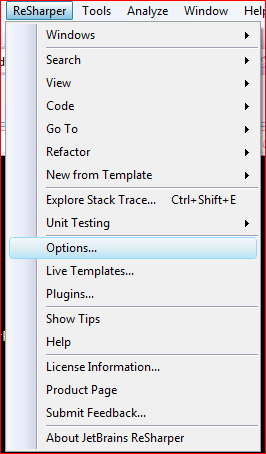 ReSharper Tools Analyze Window Help
Windows
Search
View
Code
Go To
Refactor
New from Template
Explore Stack Trace... Ctrl+Shift+E
Unit Testing
Options...
Live Templates...
Plugins...
Show Tips
Help
License Information...
Product Page
Submit Feedback...
About JetBrains ReSharper